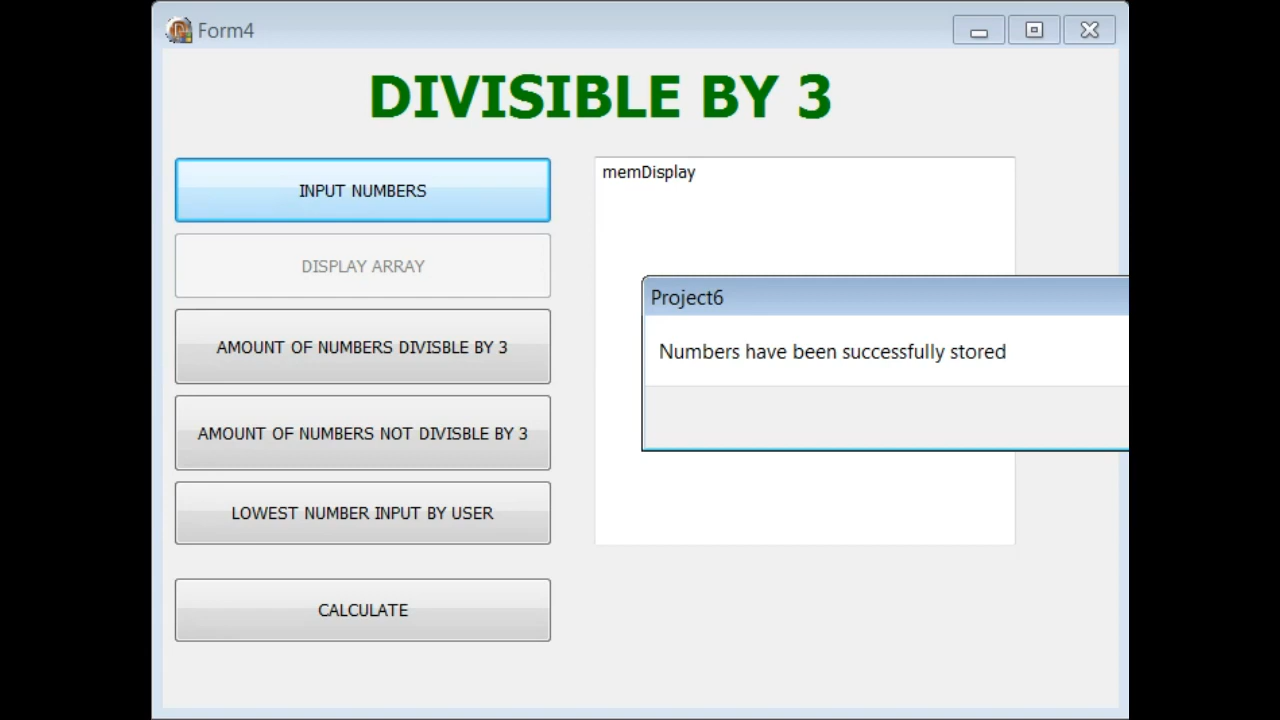 Form4
DIVISIBLE BY 3
INPUT NUMBERS
memDisplay
DISPLAY ARRAY
Project6
AMOUNT OF NUMBERS DIVISBLE BY 3
Numbers have been successfully stored
AMOUNT OF NUMBERS NOT DIVISBLE BY 3
LOWEST NUMBER INPUT BY USER
CALCULATE